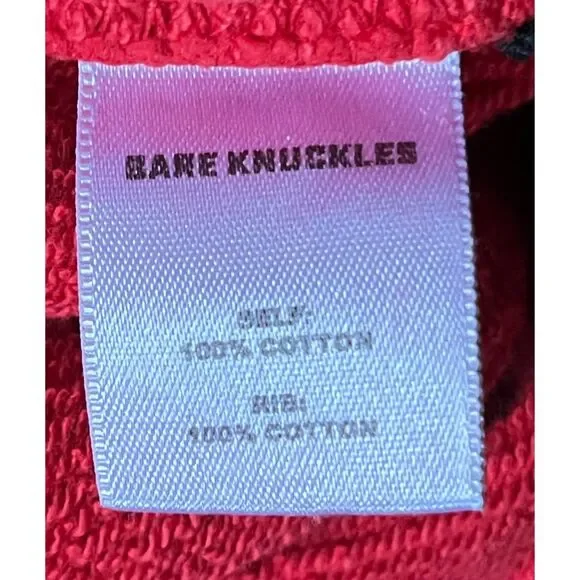 BARE KNUCKLES
SELF:
100% COTTON
RIB:
100% COTTON